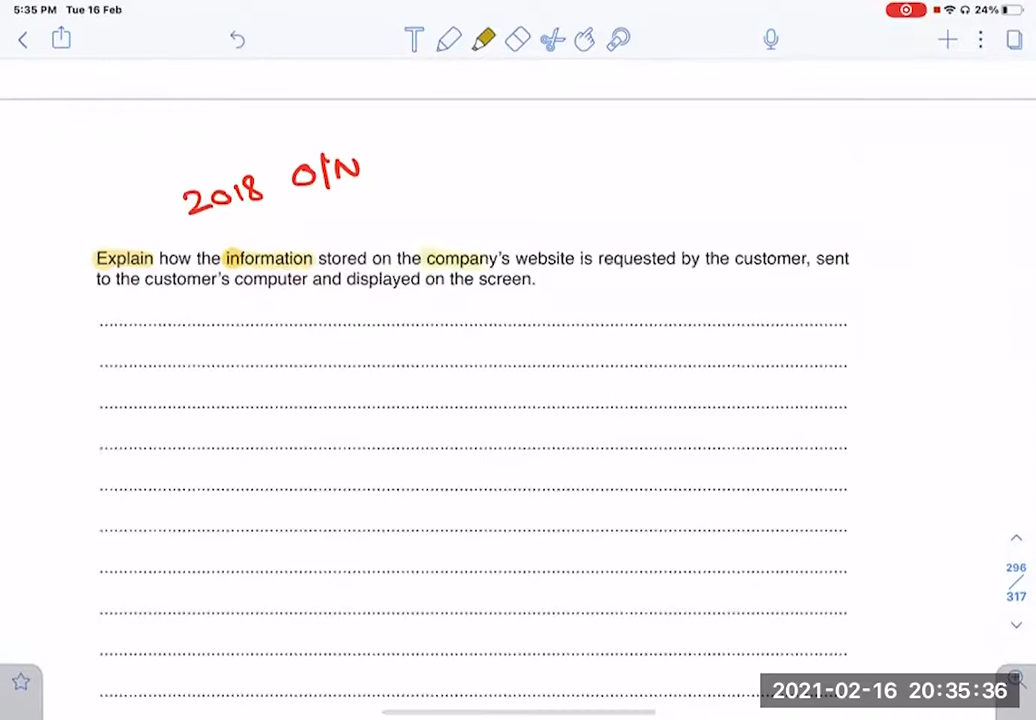 5:35 PM Tue 16 Feb
24%
2018 O/N
Explain how the information stored on the company's website is requested by the customer, sent
to the customer's computer and displayed on the screen.
296
317
2021-02-16 20:35:36